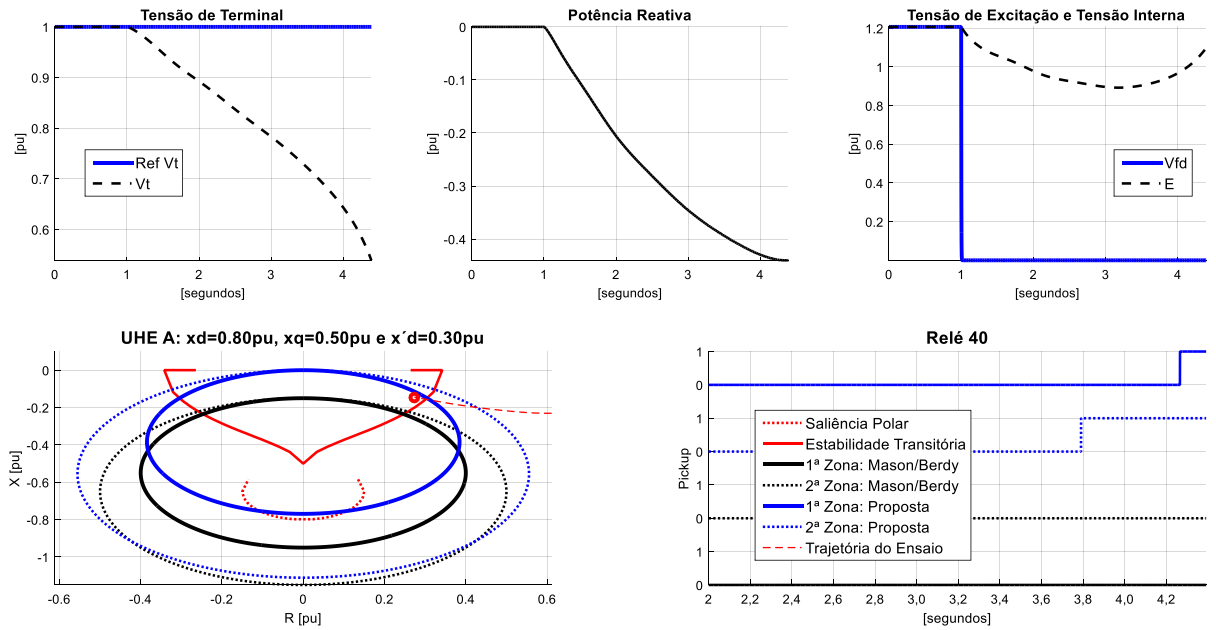 Tensão de Terminal
1
0.9
0.8
0.7
0.6
[pu]
Ref Vt
Vt
0 1 2 3 4
[segundos]
Potência Reativa
0
-0.1
-0.2
-0.3
-0.4
[pu]
0 1 2 3 4
[segundos]
Tensão de Excitação e Tensão Interna
1.2
1
0.8
0.6
0.4
0.2
[pu]
Vfd
E
0 1 2 3 4
[segundos]
UHE A: xd=0.80pu, xq=0.50pu e x´d=0.30pu
0
-0.2
-0.4
-0.6
-0.8
-1
X [pu]
-0.6 -0.4 -0.2 0 0.2 0.4 0.6
R [pu]
Relé 40
1
0
1
0
1
0
1
0
Pickup
Saliência Polar
Estabilidade Transitória
1ª Zona: Mason/Berdy
2ª Zona: Mason/Berdy
1ª Zona: Proposta
2ª Zona: Proposta
Trajetória do Ensaio
2 2,2 2,4 2,6 2,8 3,0 3,2 3,4 3,6 3,8 4,0 4,2
[segundos]